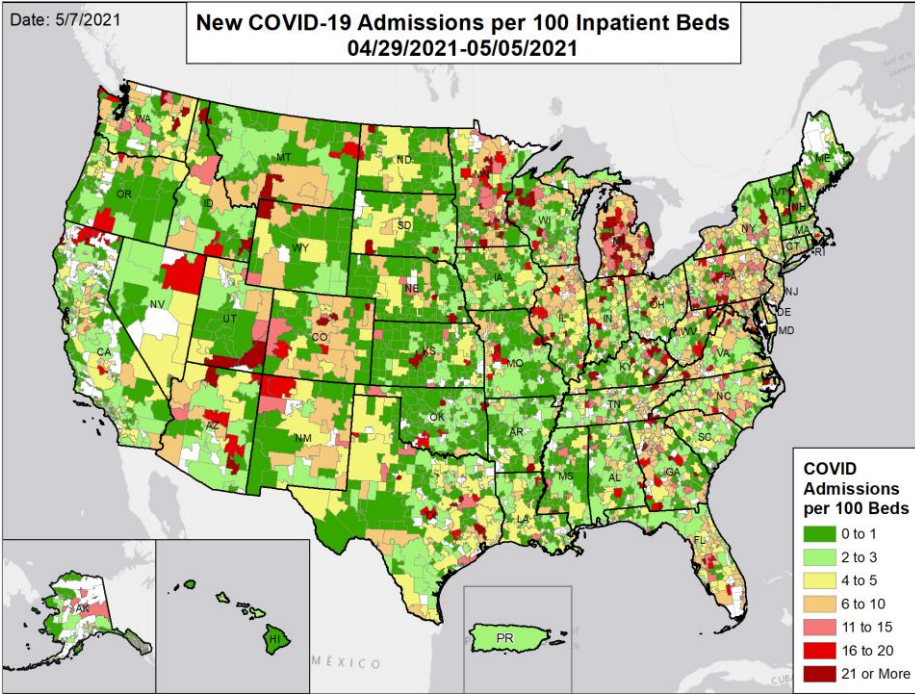 Date: 5/7/2021
New COVID-19 Admissions per 100 Inpatient Beds
04/29/2021-05/05/2021
WA
MT
ND
MN
ME
OR
ID
SD
WI
VT
NH
WY
MI
MA
CT
RI
IA
NE
PA
NJ
NV
UT
IL
IN
OH
DE
MD
CA
CO
KS
MO
WV
VA
KY
AZ
NM
OK
TN
NC
AR
SC
MS
AL
GA
LA
FL
AK
HI
PR
MÉXICO
CUBA
COVID
Admissions
per 100 Beds
0 to 1
2 to 3
4 to 5
6 to 10
11 to 15
16 to 20
21 or More